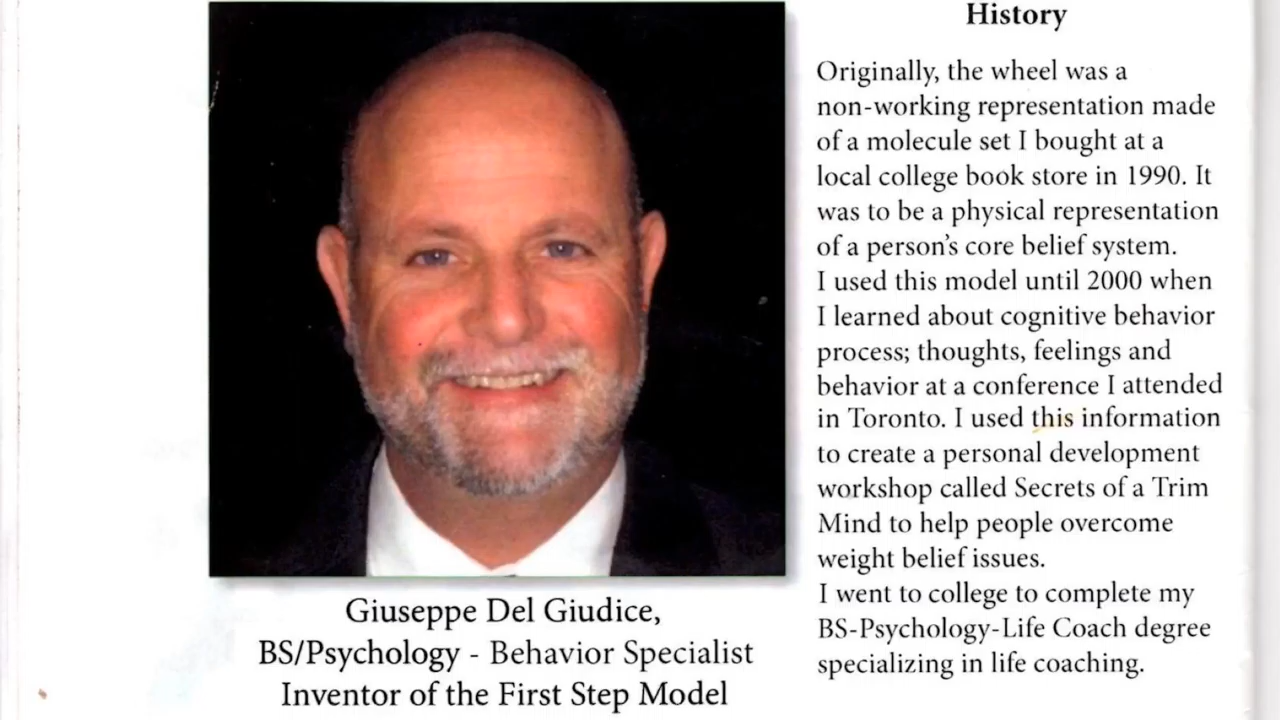 Giuseppe Del Giudice,
BS/Psychology - Behavior Specialist
Inventor of the First Step Model
History
Originally, the wheel was a
non-working representation made
of a molecule set I bought at a
local college book store in 1990. It
was to be a physical representation
of a person's core belief system.
I used this model until 2000 when
I learned about cognitive behavior
process; thoughts, feelings and
behavior at a conference I attended
in Toronto. I used this information
to create a personal development
workshop called Secrets of a Trim
Mind to help people overcome
weight belief issues.
I went to college to complete my
BS-Psychology-Life Coach degree
specializing in life coaching.